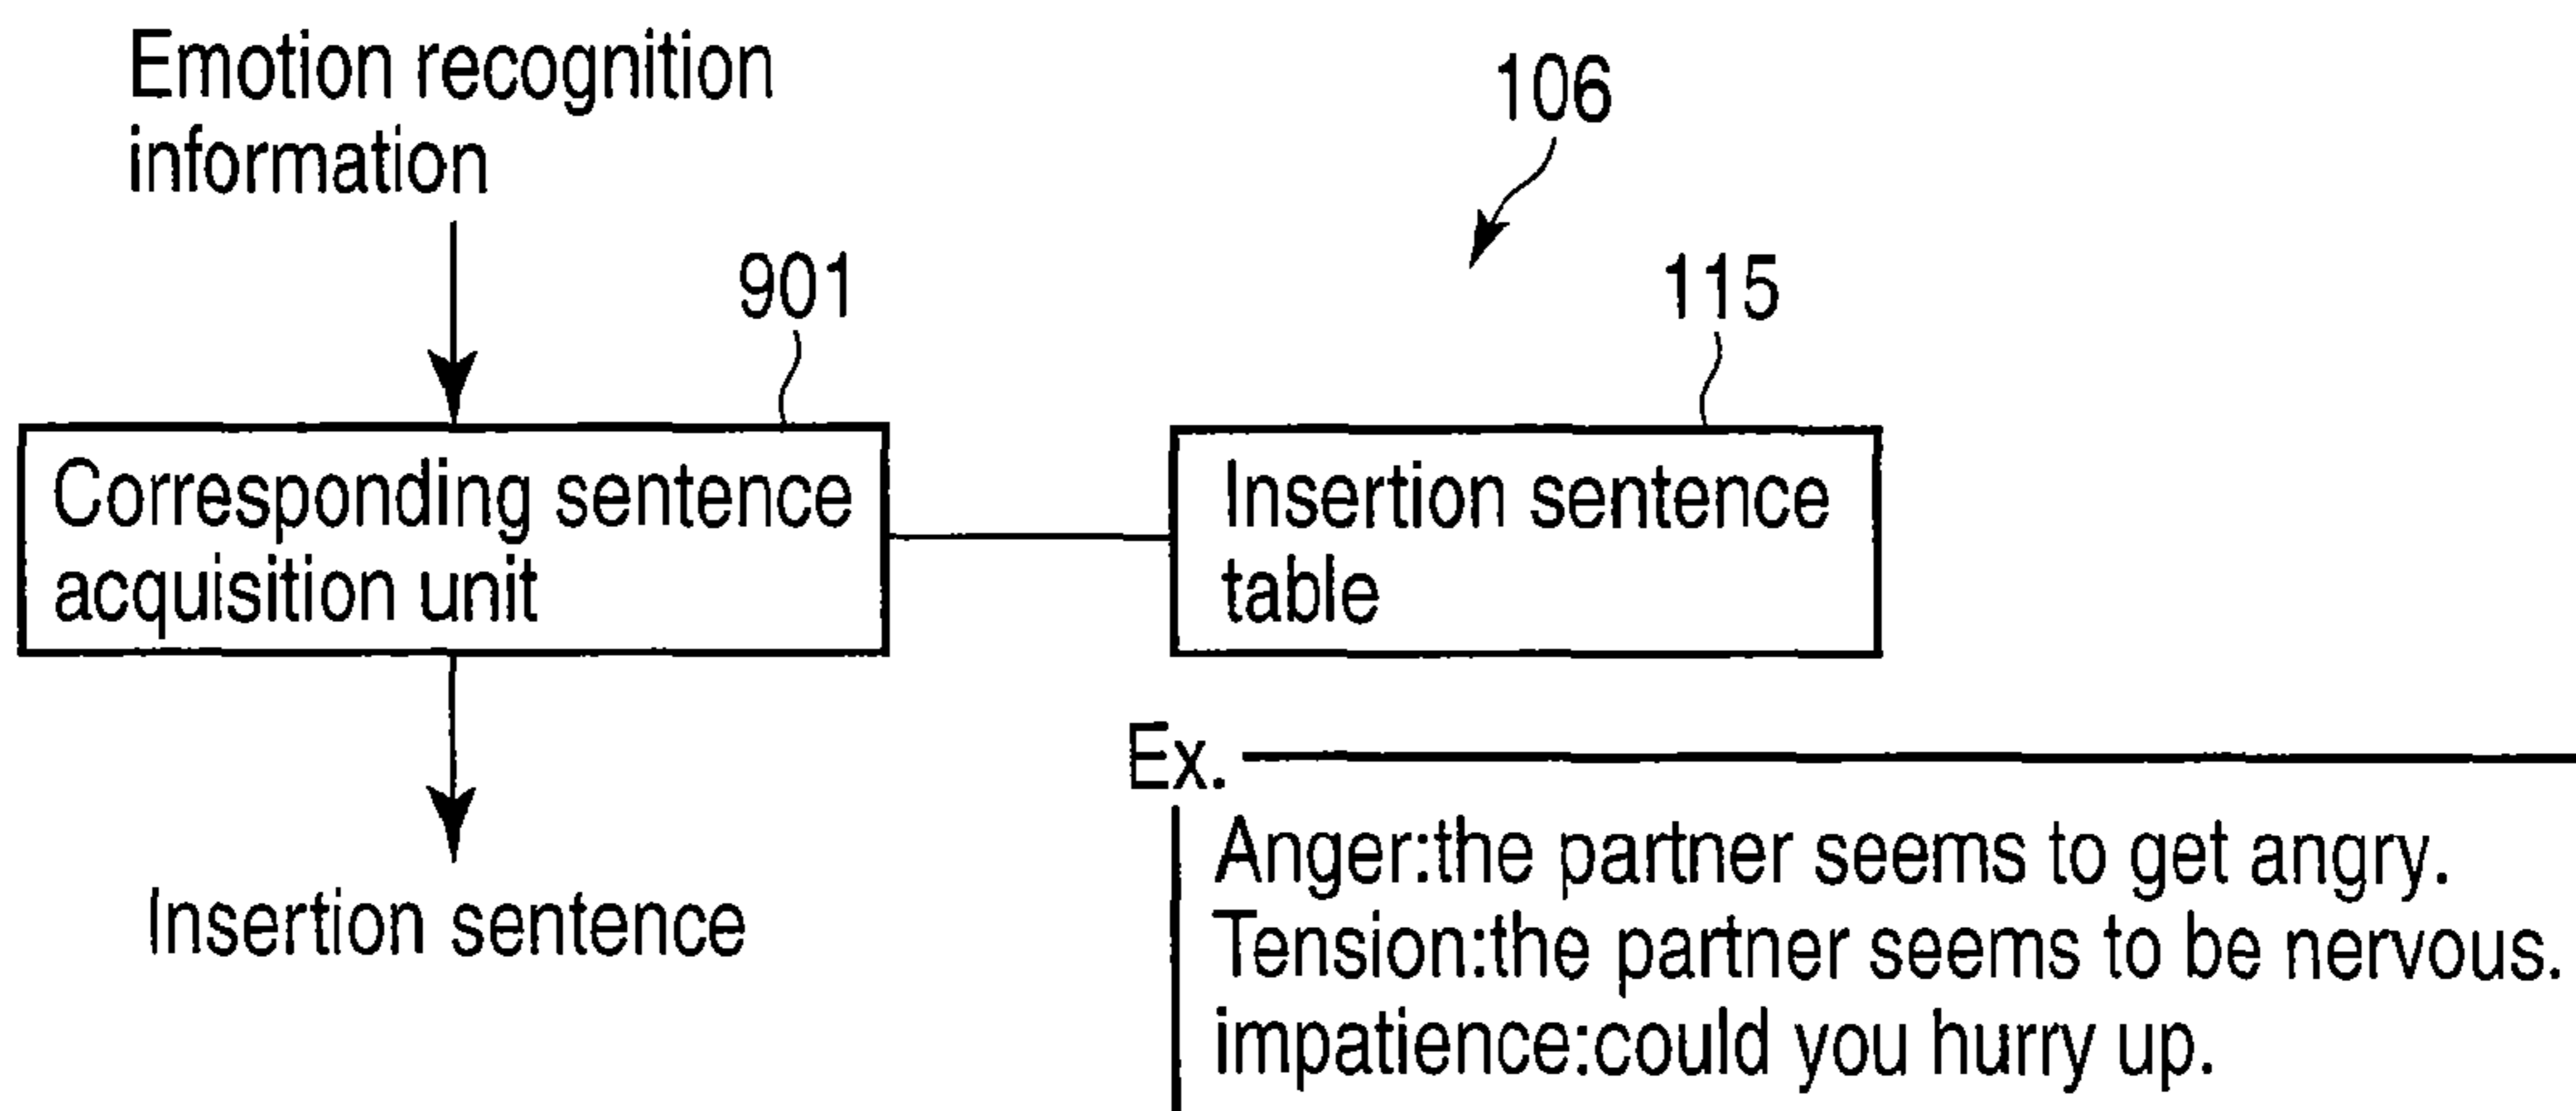 Emotion recognition
information
106
901
115
Corresponding sentence
acquisition unit
Insertion sentence
table
Insertion sentence
Ex.
Anger:the partner seems to get angry.
Tension:the partner seems to be nervous.
impatience:could you hurry up.